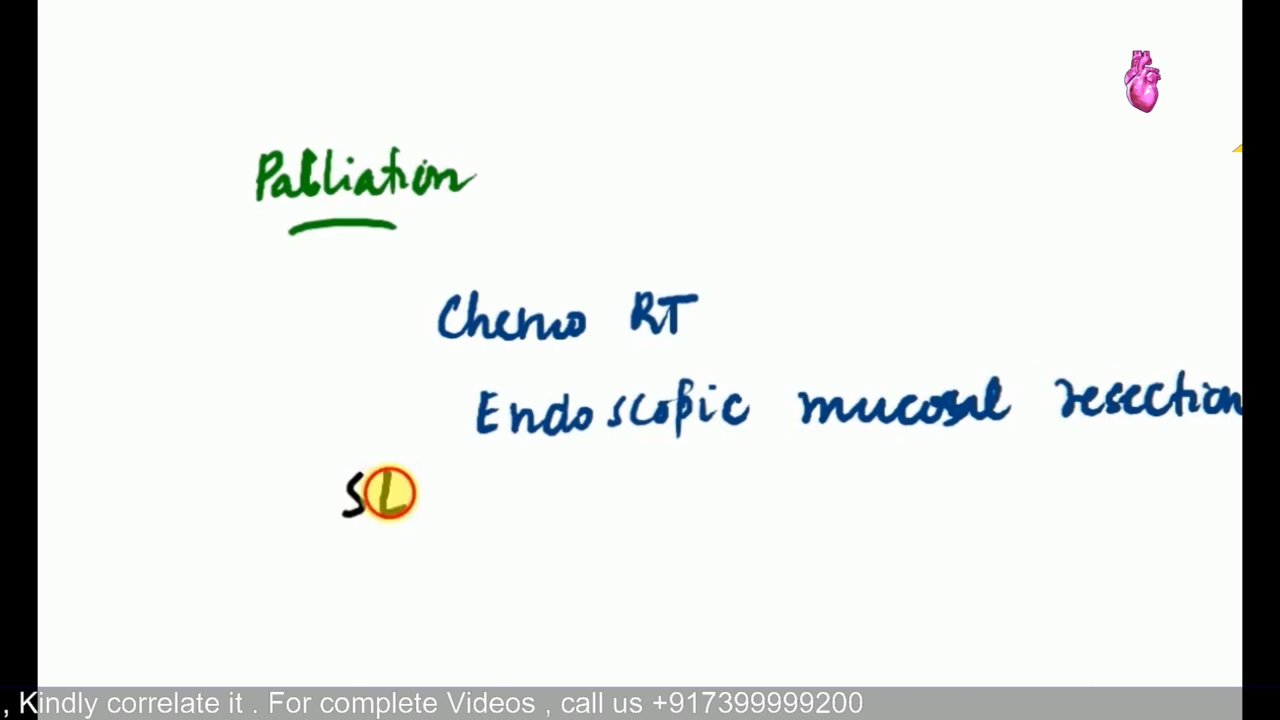 Palliation
Chemo RT
Endoscopic mucosal resection
SL
, Kindly correlate it . For complete Videos , call us +917399999200